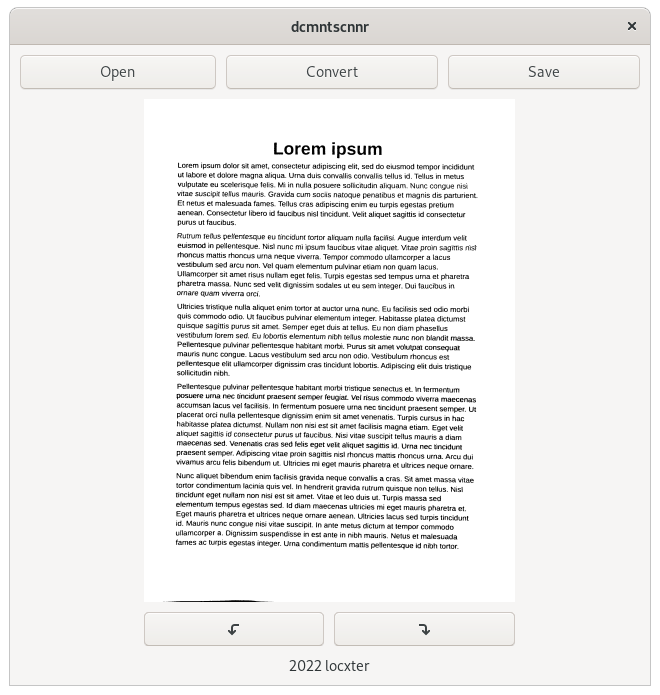 dcmntscnnr
Open
Convert
Save
Lorem ipsum
Lorem ipsum dolor sit amet, consectetur adipiscing elit, sed do eiusmod tempor incididunt
ut labore et dolore magna aliqua. Urna duis convallis convallis tellus id. Tellus in metus
vulputate eu scelerisque felis. Mi in nulla posuere sollicitudin aliquam. Nunc congue nisi
vitae suscipit tellus mauris. Gravida cum sociis natoque penatibus et magnis dis parturient.
Et netus et malesuada fames. Tellus cras adipiscing enim eu turpis egestas pretium
aenean. Consectetur libero id faucibus nisl tincidunt. Velit aliquet sagittis id consectetur
purus ut faucibus.
Rutrum tellus pellentesque eu tincidunt tortor aliquam nulla facilisi. Augue interdum velit
euismod in pellentesque. Nisl nunc mi ipsum faucibus vitae aliquet. Vitae proin sagittis nisl
rhoncus mattis rhoncus urna neque viverra. Tempor commodo ullamcorper a lacus
vestibulum sed arcu non. Vel quam elementum pulvinar etiam non quam lacus.
Ullamcorper sit amet risus nullam eget felis. Turpis egestas sed tempus urna et pharetra
pharetra massa. Nunc sed velit dignissim sodales ut eu sem integer. Dui faucibus in
ornare quam viverra orci.
Ultricies tristique nulla aliquet enim tortor at auctor urna nunc. Eu facilisis sed odio morbi
quis commodo odio. Ut faucibus pulvinar elementum integer. Habitasse platea dictumst
quisque sagittis purus sit amet. Semper eget duis at tellus. Eu non diam phasellus
vestibulum lorem sed. Eu lobortis elementum nibh tellus molestie nunc non blandit massa.
Pellentesque pulvinar pellentesque habitant morbi. Purus sit amet volutpat consequat
mauris nunc congue. Lacus vestibulum sed arcu non odio. Vestibulum rhoncus est
pellentesque elit ullamcorper dignissim cras tincidunt lobortis. Adipiscing elit duis tristique
sollicitudin nibh.
Pellentesque pulvinar pellentesque habitant morbi tristique senectus et. In fermentum
posuere urna nec tincidunt praesent semper feugiat. Vel risus commodo viverra maecenas
accumsan lacus vel facilisis. In fermentum posuere urna nec tincidunt praesent semper. Ut
placerat orci nulla pellentesque dignissim enim sit amet venenatis. Turpis cursus in hac
habitasse platea dictumst. Nullam non nisi est sit amet facilisis magna etiam. Eget velit
aliquet sagittis id consectetur purus ut faucibus. Nisi vitae suscipit tellus mauris a diam
maecenas sed. Venenatis cras sed felis eget velit aliquet sagittis id. Urna nec tincidunt
praesent semper. Adipiscing vitae proin sagittis nisl rhoncus mattis rhoncus urna. Arcu dui
vivamus arcu felis bibendum ut. Ultricies mi eget mauris pharetra et ultrices neque ornare.
Nunc aliquet bibendum enim facilisis gravida neque convallis a cras. Sit amet massa vitae
tortor condimentum lacinia quis vel. In hendrerit gravida rutrum quisque non tellus. Nisl
tincidunt eget nullam non nisi est sit amet. Vitae et leo duis ut. Turpis massa sed
elementum tempus egestas sed. Id diam maecenas ultricies mi eget mauris pharetra et.
Eget mauris pharetra et ultrices neque ornare aenean. Ultricies lacus sed turpis tincidunt
id. Mauris nunc congue nisi vitae suscipit. In ante metus dictum at tempor commodo
ullamcorper a. Dignissim suspendisse in est ante in nibh mauris. Netus et malesuada
fames ac turpis egestas integer. Urna condimentum mattis pellentesque id nibh tortor.
2022 locxter